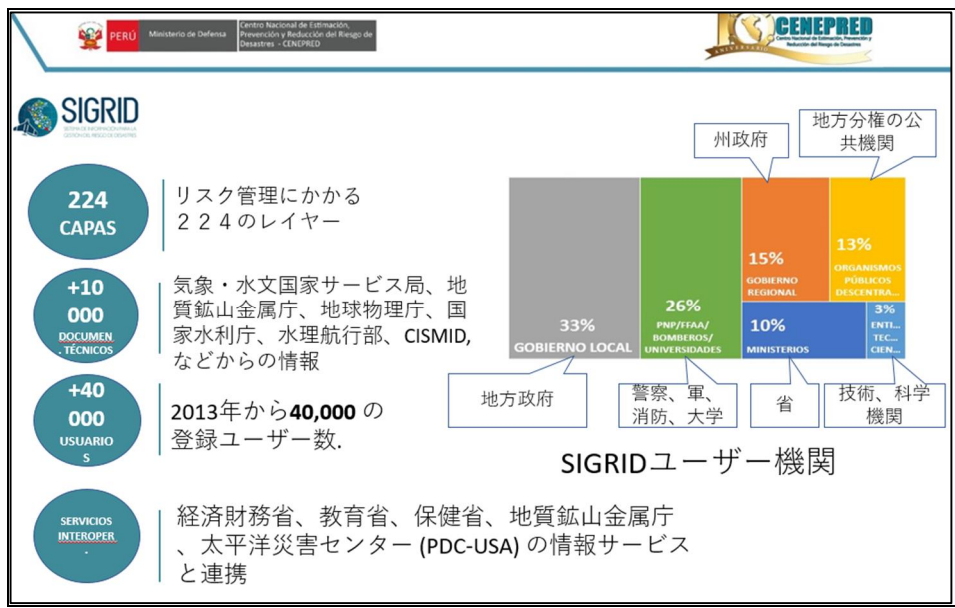 PERÚ
Ministerio de Defensa
Centro Nacional de Estimación,
Prevención y Reducción del Riesgo de
Desastres - CENEPRED
CENEPRED
Centro Nacional de Estimación, Prevención y
Reducción del Riesgo de Desastres
ANIVERSARIO
SIGRID
SISTEMA DE INFORMACIÓN PARA LA
GESTIÓN DEL RIESGO DE DESASTRES
224
CAPAS
リスク管理にかかる
２２４のレイヤー
+10
000
DOCUMEN
. TÉCNICOS
気象・水文国家サービス局、地
質鉱山金属庁、地球物理庁、国
家水利庁、水理航行部、CISMID,
などからの情報
+40
000
USUARIO
S
2013年から40,000 の
登録ユーザー数.
SERVICIOS
INTEROPER
.
経済財務省、教育省、保健省、地質鉱山金属庁
、太平洋災害センター (PDC-USA) の情報サービス
と連携
州政府
地方分権の公
共機関
33%
GOBIERNO LOCAL
26%
PNP/FFAA/
BOMBEROS/
UNIVERSIDADES
15%
GOBIERNO
REGIONAL
13%
ORGANISMOS
PÚBLICOS
DESCENTRA...
10%
MINISTERIOS
3%
ENTI...
TEC...
CIEN...
地方政府
警察、軍、
消防、大学
省
技術、科学
機関
SIGRIDユーザー機関